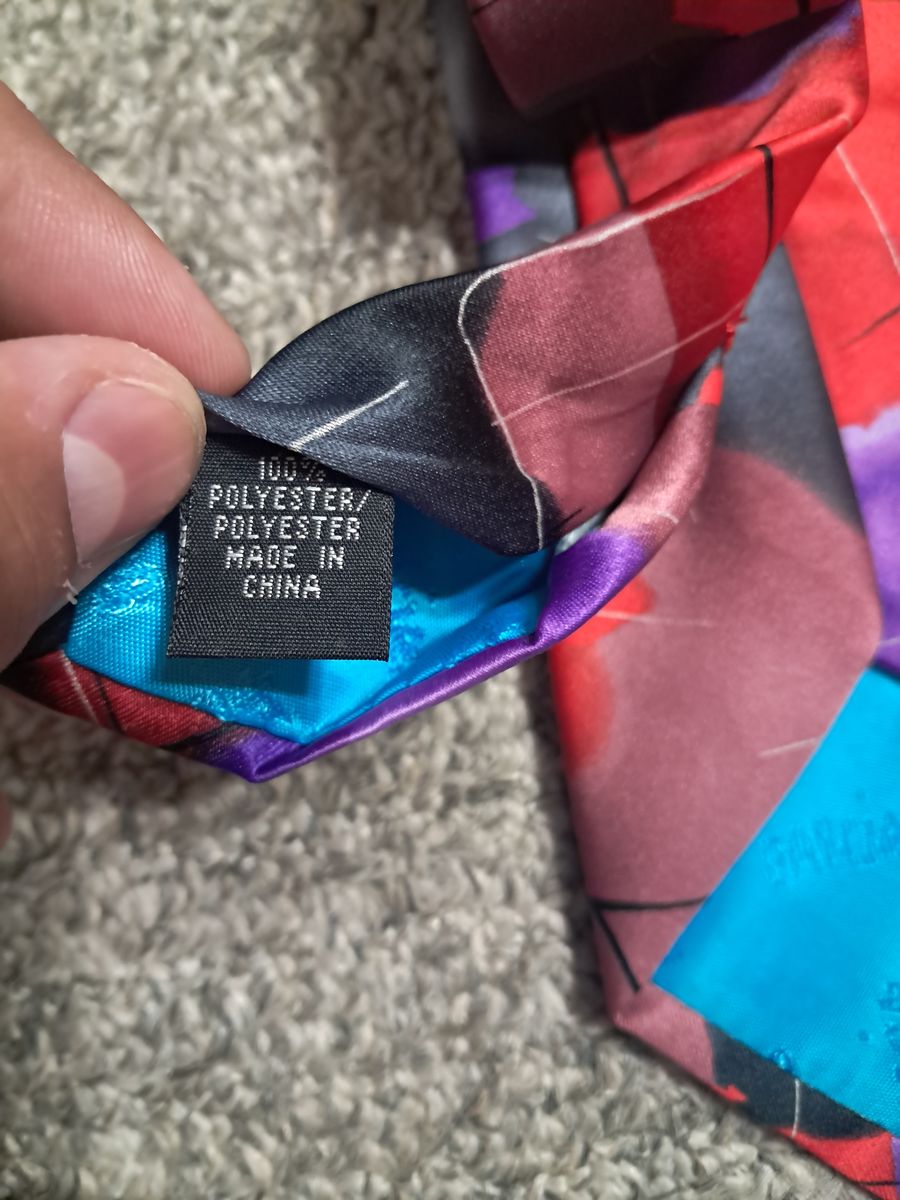 100%
POLYESTER/
POLYESTER
MADE IN
CHINA